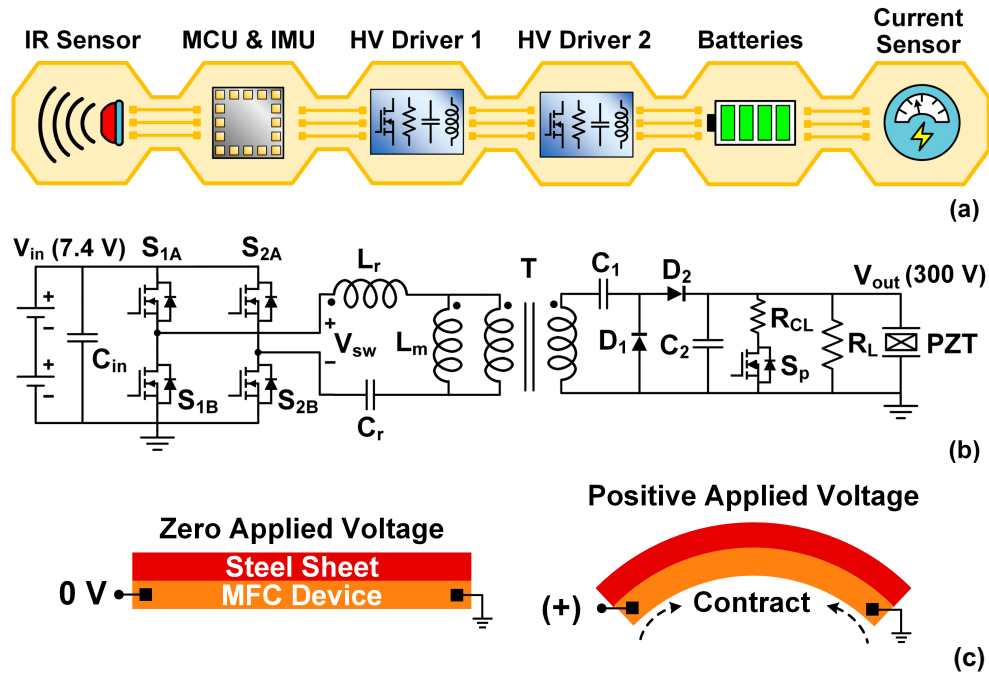 IR Sensor
MCU & IMU
HV Driver 1
HV Driver 2
Batteries
Current
Sensor
(a)
Vin (7.4 V)
S1A
S2A
Lr
T
C1
D2
Vout (300 V)
+
−
+
−
Cin
S1B
S2B
+
Vsw
−
Lm
Cr
D1
C2
RCL
Sp
RL
PZT
(b)
Zero Applied Voltage
Steel Sheet
MFC Device
0 V
Positive Applied Voltage
(+)
Contract
(c)